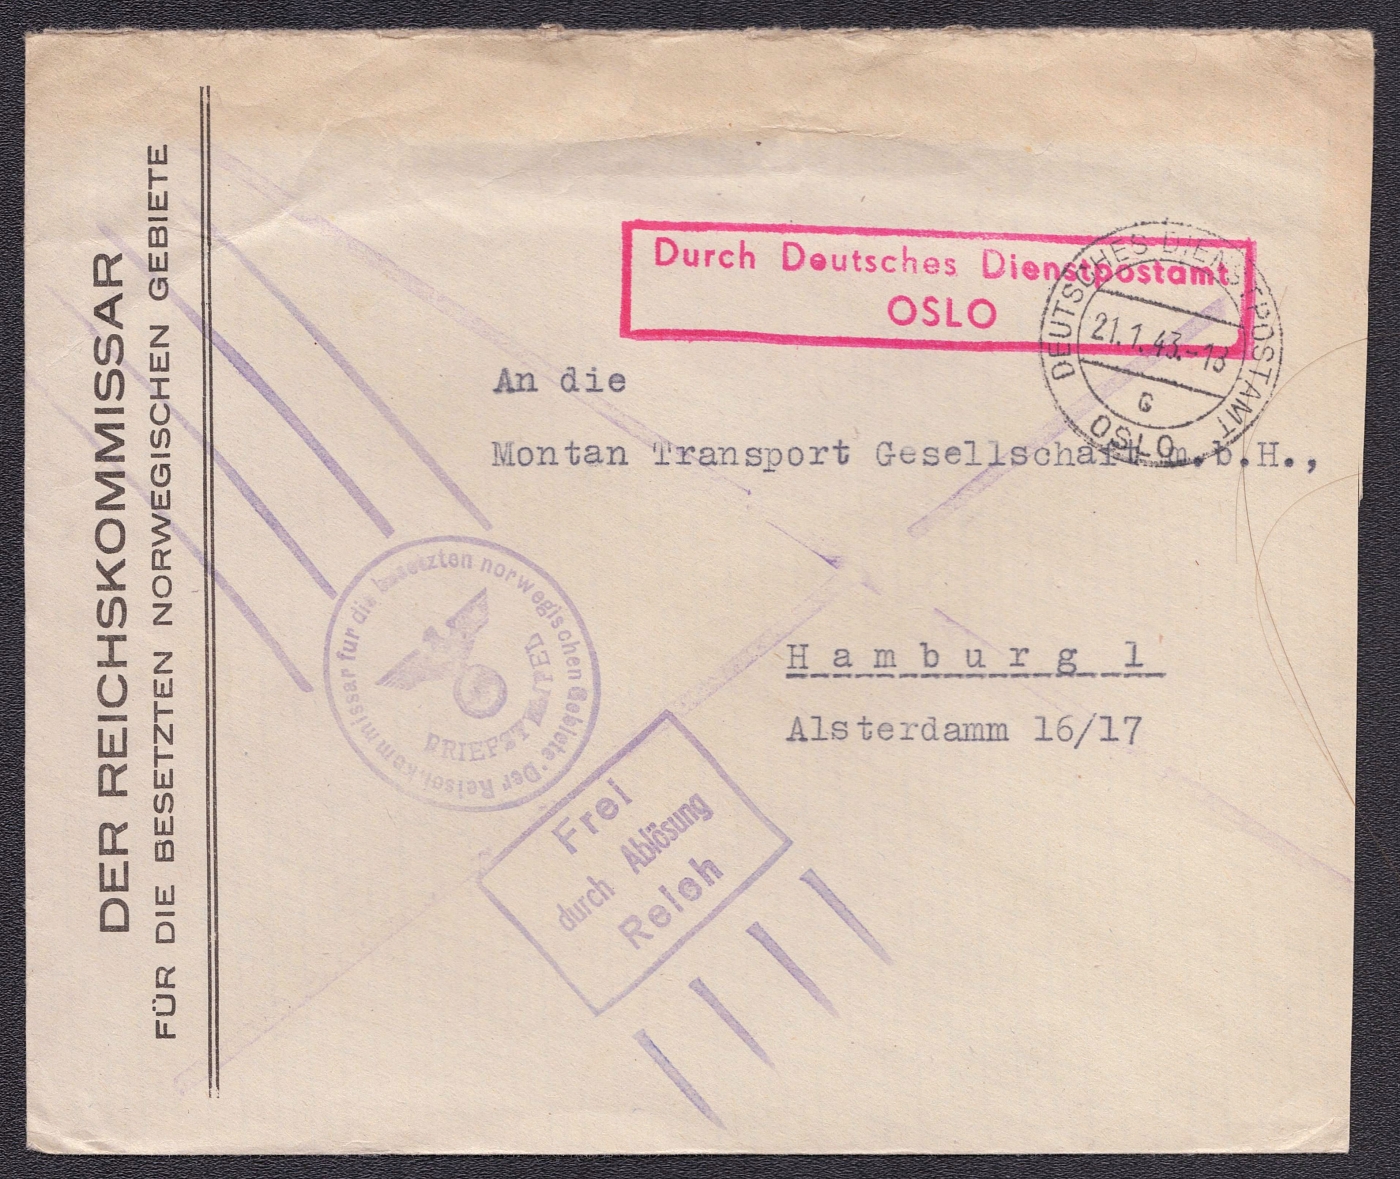 DER REICHSKOMMISSAR
FÜR DIE BESETZTEN NORWEGISCHEN GEBIETE
Durch Deutsches Dienstpostamt
OSLO
DEUTSCHES DIENSTPOSTAMT
21.1.43.-18
c
OSLO
An die
Montan Transport Gesellschaft m.b.H.,
Hamburg 1
Alsterdamm 16/17
für die besetzten norwegischen Gebiete * Der Reichskommissar
BRIEFSTEMPEL
Frei
durch Ablösung
Reich